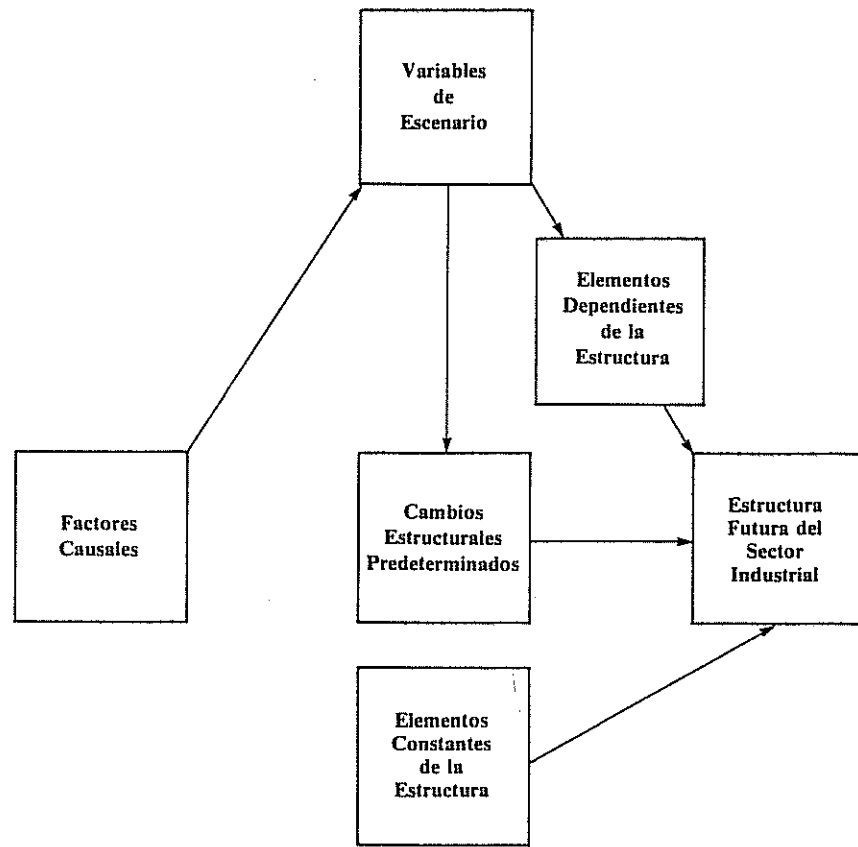 Variables
de
Escenario
Elementos
Dependientes
de la
Estructura
Factores
Causales
Cambios
Estructurales
Predeterminados
Estructura
Futura del
Sector
Industrial
Elementos
Constantes
de la
Estructura